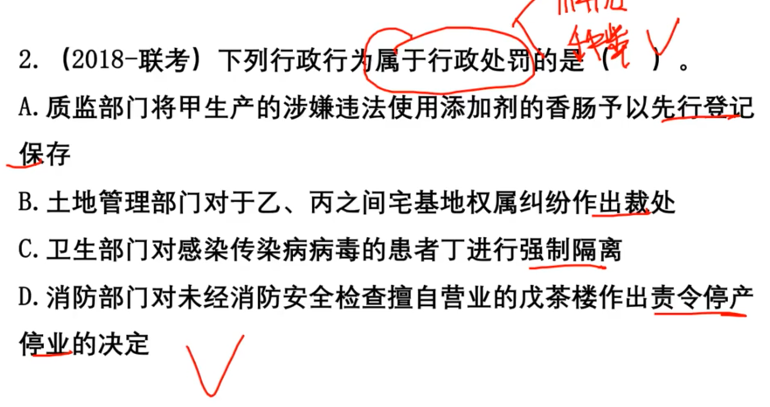 2.（2018-联考）下列行政行为属于行政处罚的是（　）。
A.质监部门将甲生产的涉嫌违法使用添加剂的香肠予以先行登记
保存
B.土地管理部门对于乙、丙之间宅基地权属纠纷作出裁处
C.卫生部门对感染传染病病毒的患者丁进行强制隔离
D.消防部门对未经消防安全检查擅自营业的戊茶楼作出责令停产
停业的决定